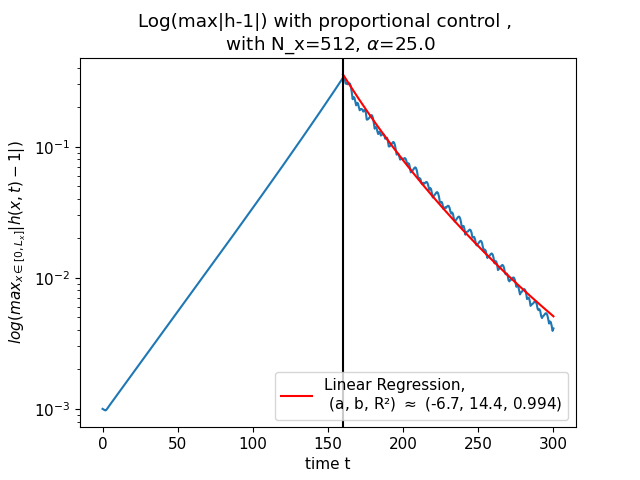 Log(max|h-1|) with proportional control ,
with N_x=512, α=25.0
log(max_{x∈[0,L_x]}|h(x, t) − 1|)
10⁻¹
10⁻²
10⁻³
Linear Regression,
(a, b, R²) ≈ (-6.7, 14.4, 0.994)
0 50 100 150 200 250 300
time t